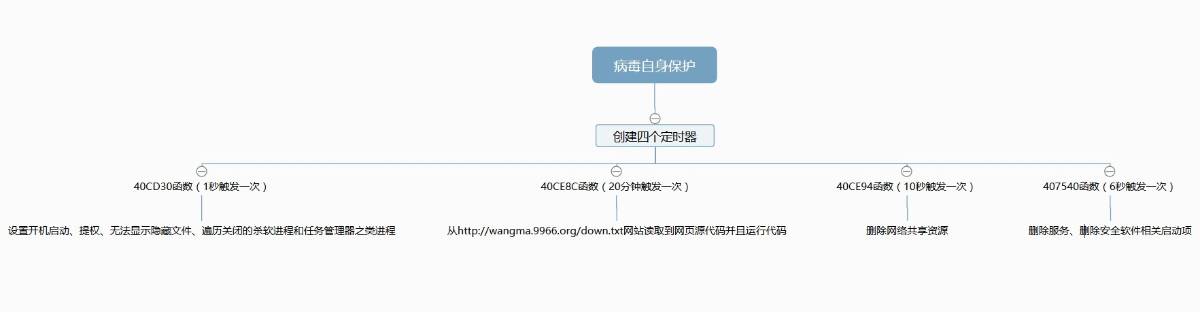 病毒自身保护
创建四个定时器
40CD30函数（1秒触发一次）
40CE8C函数（20分钟触发一次）
40CE94函数（10秒触发一次）
407540函数（6秒触发一次）
设置开机启动、提权、无法显示隐藏文件、遍历关闭的杀软进程和任务管理器之类进程
从http://wangma.9966.org/down.txt网站读取到网页源代码并且运行代码
删除网络共享资源
删除服务、删除安全软件相关启动项